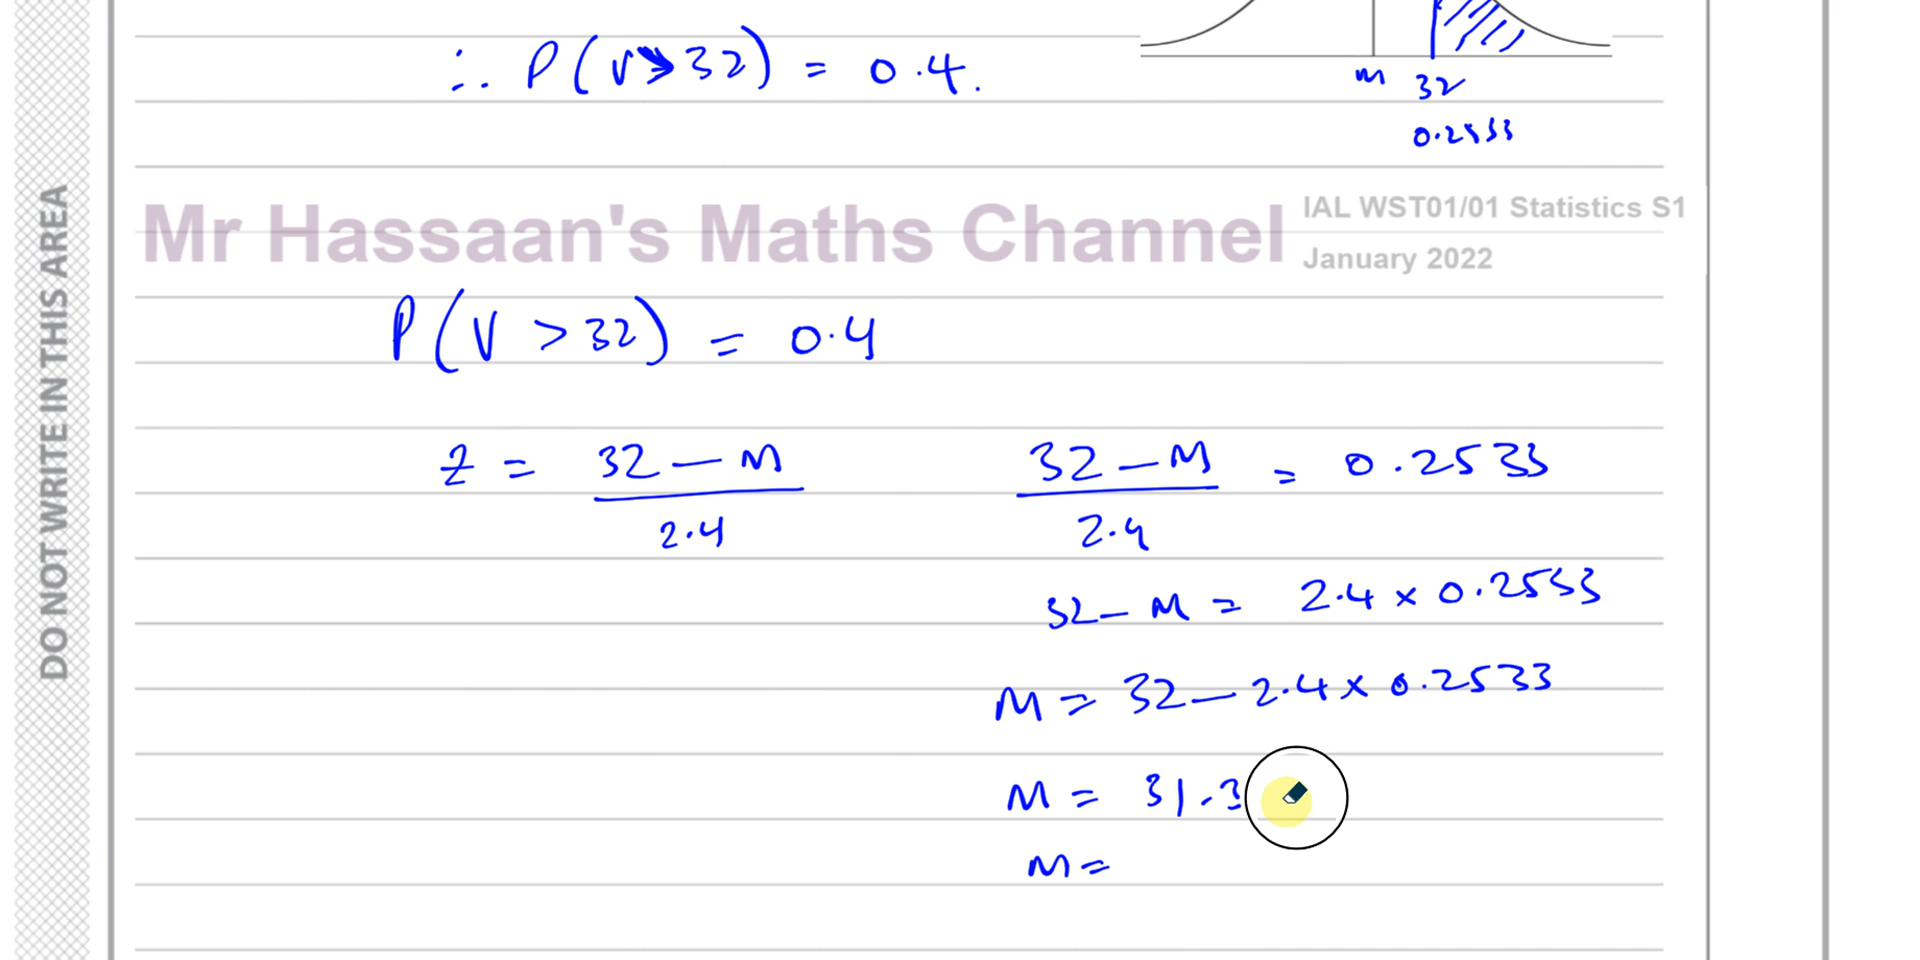 ∴ P(V>32) = 0.4.
m 32
0.2533
DO NOT WRITE IN THIS AREA
Mr Hassaan's Maths Channel
IAL WST01/01 Statistics S1
January 2022
P(V > 32) = 0.4
Z = 32 - m / 2.4
32 - m / 2.4 = 0.2533
32 - m = 2.4 × 0.2533
m = 32 - 2.4 × 0.2533
m = 31.3
m =